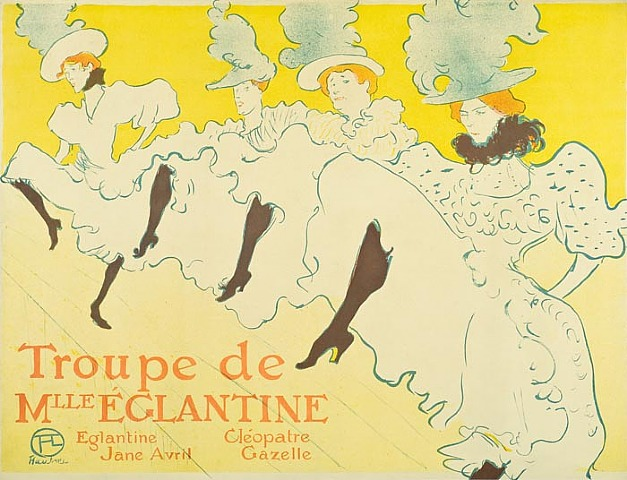 Troupe de
MLLE ÉGLANTINE
Eglantine Cléopatre
Jane Avril Gazelle